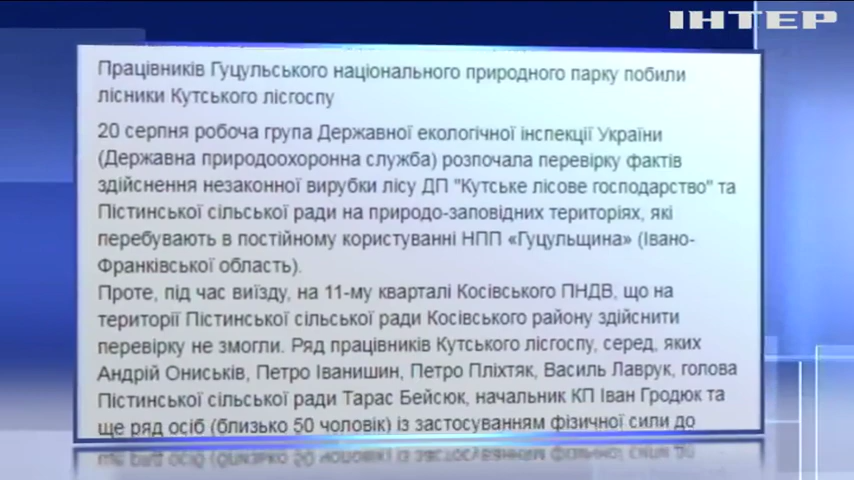 ІНТЕР
Працівників Гуцульського національного природного парку побили
лісники Кутського лісгоспу
20 серпня робоча група Державної екологічної інспекції України
(Державна природоохоронна служба) розпочала перевірку фактів
здійснення незаконної вирубки лісу ДП "Кутське лісове господарство" та
Пістинської сільської ради на природо-заповідних територіях, які
перебувають в постійному користуванні НПП «Гуцульщина» (Івано-
Франківської область).
Проте, під час виїзду, на 11-му кварталі Косівського ПНДВ, що на
території Пістинської сільської ради Косівського району здійснити
перевірку не змогли. Ряд працівників Кутського лісгоспу, серед, яких
Андрій Ониськів, Петро Іванишин, Петро Пліхтяк, Василь Лаврук, голова
Пістинської сільської ради Тарас Бейсюк, начальник КП Іван Гродюк та
ще ряд осіб (близько 50 чоловік) із застосуванням фізичної сили до